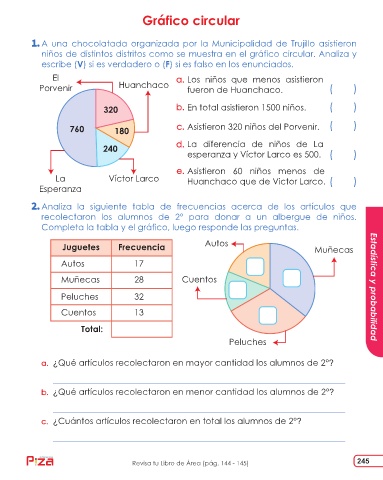 Gráfico circular
1. A una chocolatada organizada por la Municipalidad de Trujillo asistieron
niños de distintos distritos como se muestra en el gráfico circular. Analiza y
escribe (V) si es verdadero o (F) si es falso en los enunciados.
El
Porvenir
Huanchaco
320
760
180
240
La
Esperanza
Víctor Larco
a. Los niños que menos asistieron
fueron de Huanchaco. ( )
b. En total asistieron 1500 niños. ( )
c. Asistieron 320 niños del Porvenir. ( )
d. La diferencia de niños de La
esperanza y Víctor Larco es 500. ( )
e. Asistieron 60 niños menos de
Huanchaco que de Víctor Larco. ( )
2. Analiza la siguiente tabla de frecuencias acerca de los artículos que
recolectaron los alumnos de 2° para donar a un albergue de niños.
Completa la tabla y el gráfico, luego responde las preguntas.
Juguetes Frecuencia
Autos 17
Muñecas 28
Peluches 32
Cuentos 13
Total:
Autos
Muñecas
Cuentos
Peluches
Estadística y probabilidad
a. ¿Qué artículos recolectaron en mayor cantidad los alumnos de 2°?
b. ¿Qué artículos recolectaron en menor cantidad los alumnos de 2°?
c. ¿Cuántos artículos recolectaron en total los alumnos de 2°?
Revisa tu Libro de Área (pág. 144 - 145)
245